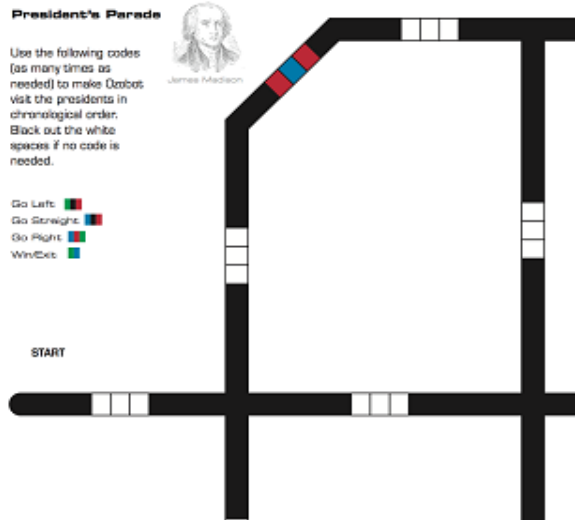 President's Parade
Use the following codes
(as many times as
needed) to make Ozobot
visit the presidents in
chronological order.
Black out the white
spaces if no code is
needed.
James Madison
Go Left
Go Straight
Go Right
Win/Exit
START